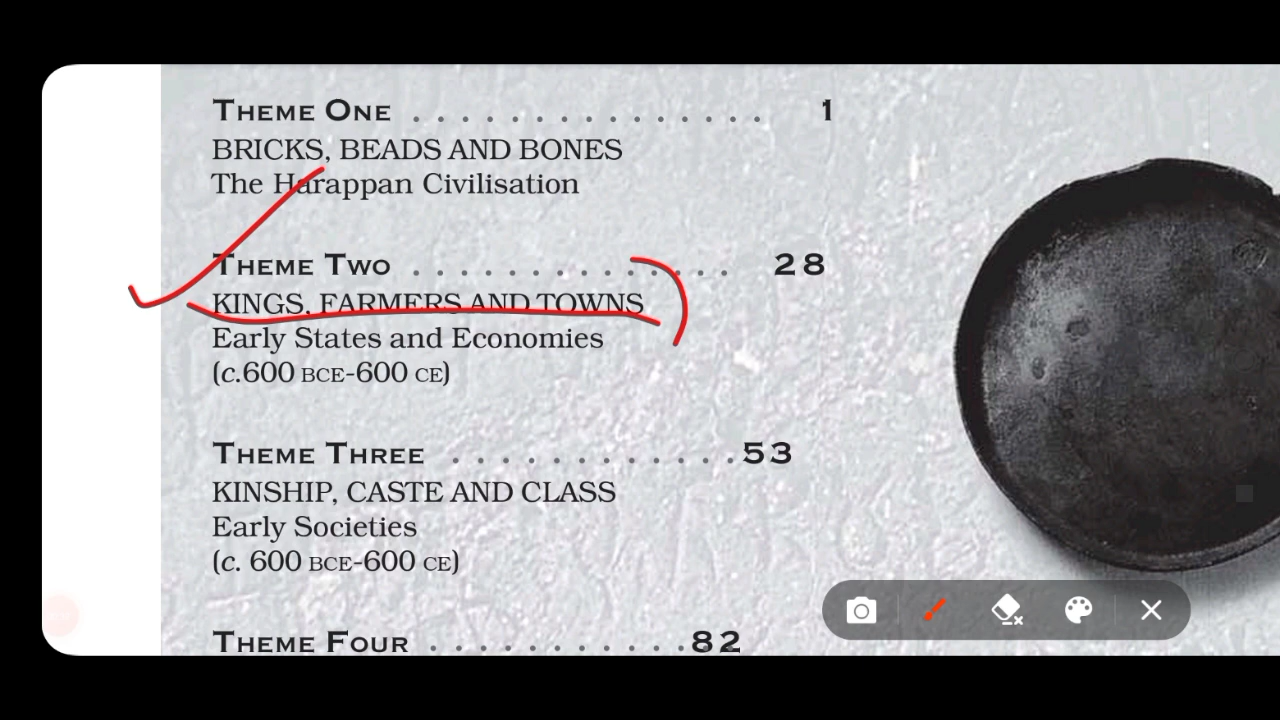 THEME ONE . . . . . . . . . . . . . . . 1
BRICKS, BEADS AND BONES
The Harappan Civilisation
THEME TWO . . . . . . . . . . . . . . 28
KINGS, FARMERS AND TOWNS
Early States and Economies
(c.600 BCE-600 CE)
THEME THREE . . . . . . . . . . . . 53
KINSHIP, CASTE AND CLASS
Early Societies
(c. 600 BCE-600 CE)
THEME FOUR . . . . . . . . . . . . 82